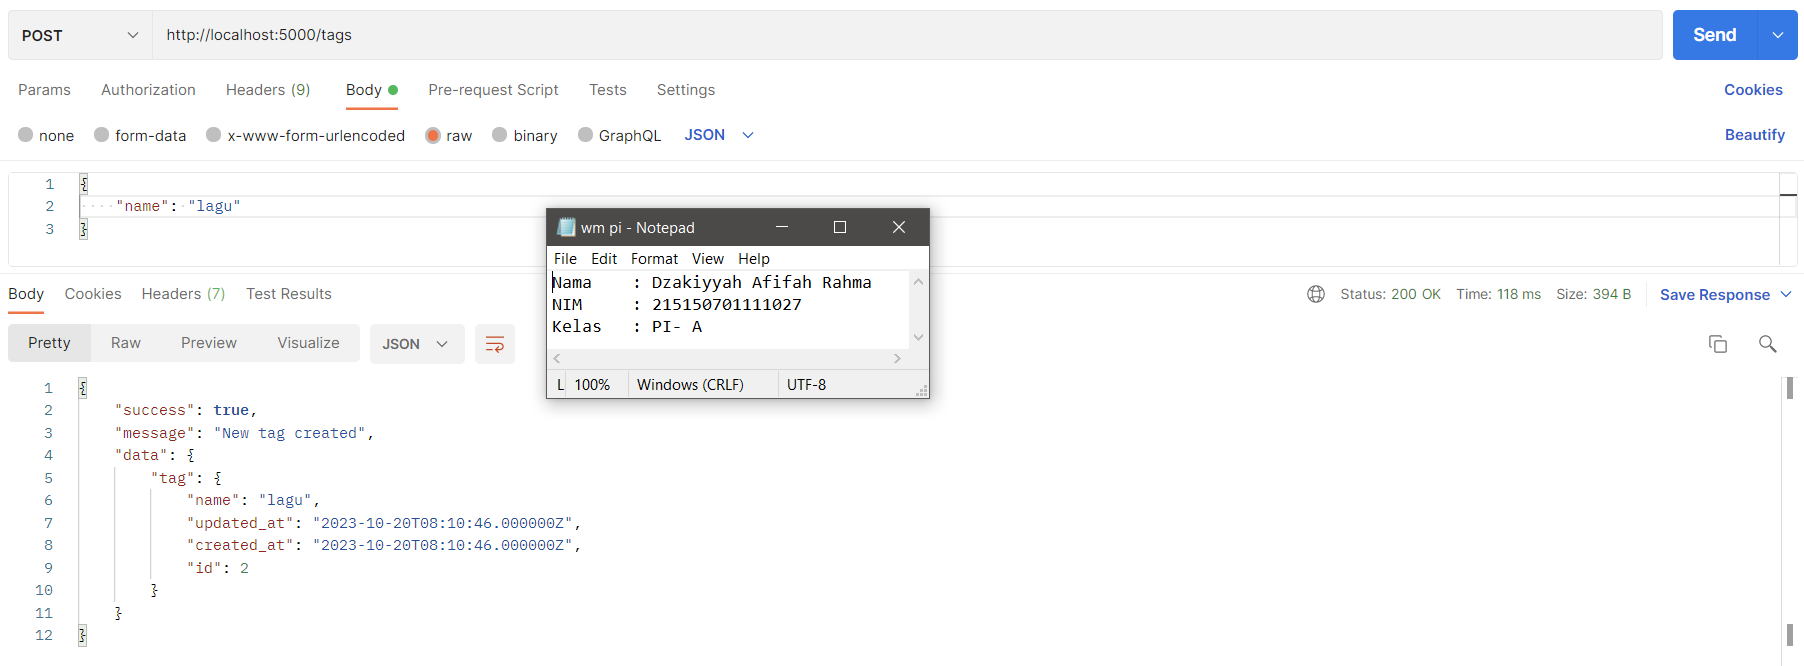 POST http://localhost:5000/tags Send
Params Authorization Headers (9) Body Pre-request Script Tests Settings Cookies
none form-data x-www-form-urlencoded raw binary GraphQL JSON Beautify
1 {
2 "name": "lagu"
3 }
wm pi - Notepad
File Edit Format View Help
Nama : Dzakiyyah Afifah Rahma
NIM : 215150701111027
Kelas : PI- A
L 100% Windows (CRLF) UTF-8
Body Cookies Headers (7) Test Results Status: 200 OK Time: 118 ms Size: 394 B Save Response
Pretty Raw Preview Visualize JSON
1 {
2 "success": true,
3 "message": "New tag created",
4 "data": {
5 "tag": {
6 "name": "lagu",
7 "updated_at": "2023-10-20T08:10:46.000000Z",
8 "created_at": "2023-10-20T08:10:46.000000Z",
9 "id": 2
10 }
11 }
12 }